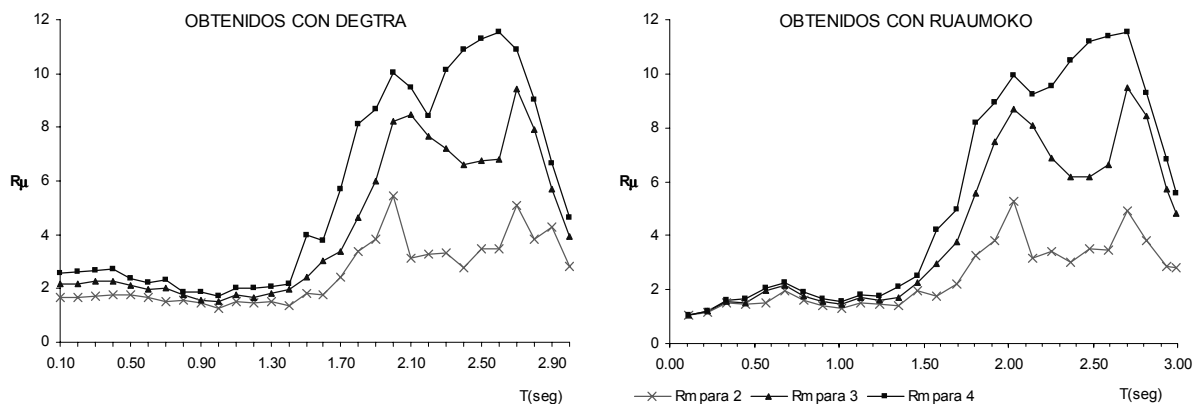 OBTENIDOS CON DEGTRA
12
10
8
6
4
2
0
Rµ
0.10 0.50 0.90 1.30 1.70 2.10 2.50 2.90
T(seg)
OBTENIDOS CON RUAUMOKO
12
10
8
6
4
2
0
Rµ
0.00 0.50 1.00 1.50 2.00 2.50 3.00
T(seg)
Rm para 2 Rm para 3 Rm para 4